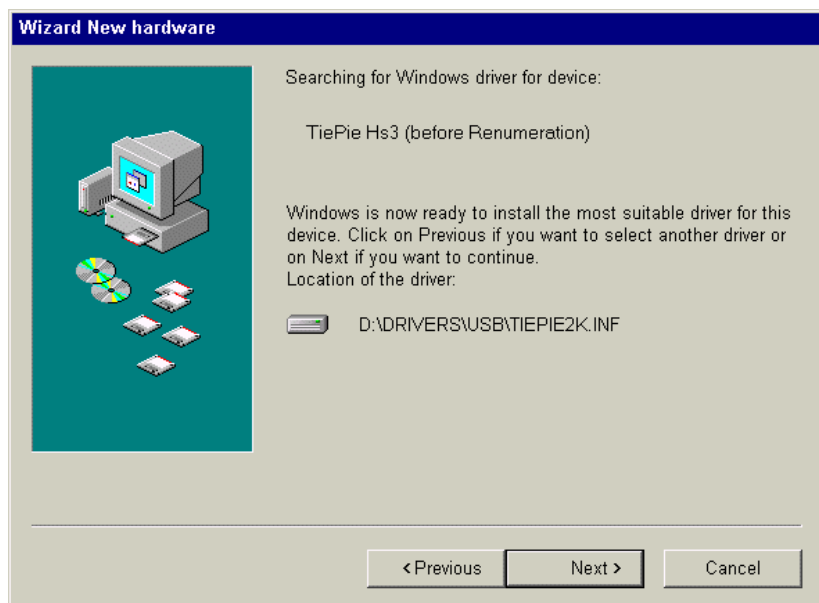 Wizard New hardware
Searching for Windows driver for device:
TiePie Hs3 (before Renumeration)
Windows is now ready to install the most suitable driver for this
device. Click on Previous if you want to select another driver or
on Next if you want to continue.
Location of the driver:
D:\DRIVERS\USB\TIEPIE2K.INF
< Previous
Next >
Cancel